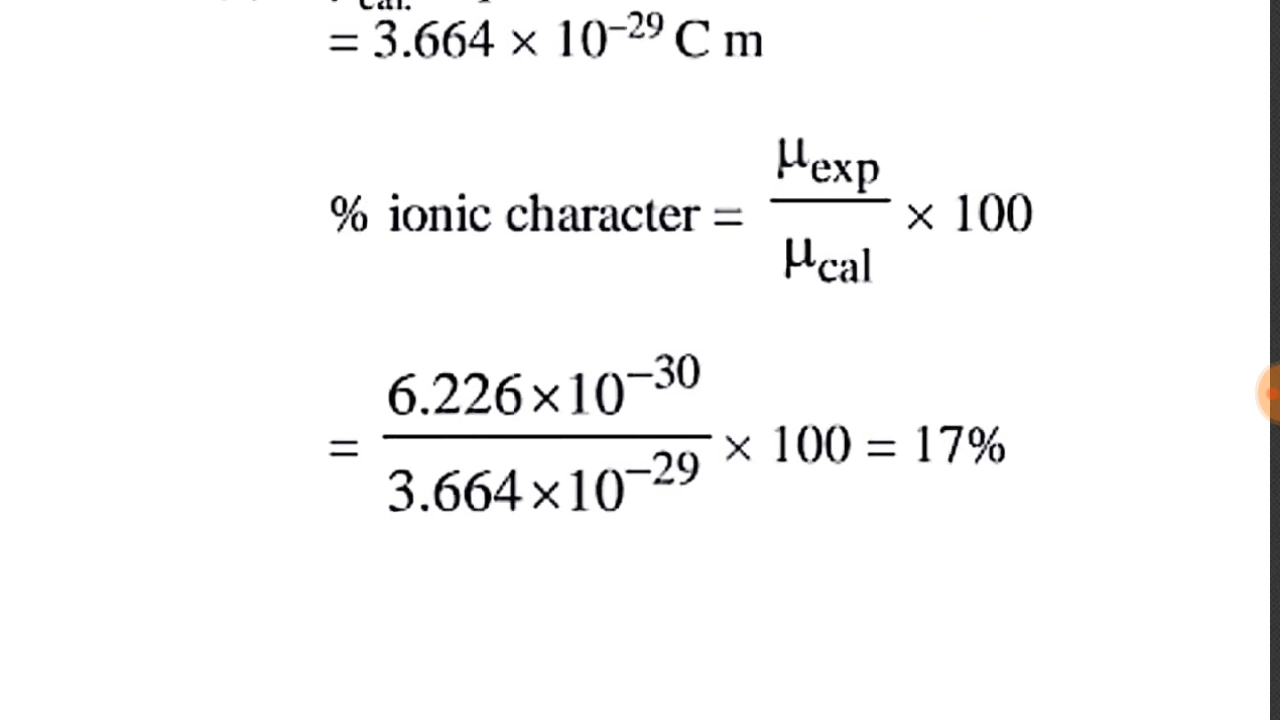 cal.
= 3.664 × 10⁻²⁹ C m
% ionic character = μexp / μcal × 100
= 6.226×10⁻³⁰ / 3.664×10⁻²⁹ × 100 = 17%